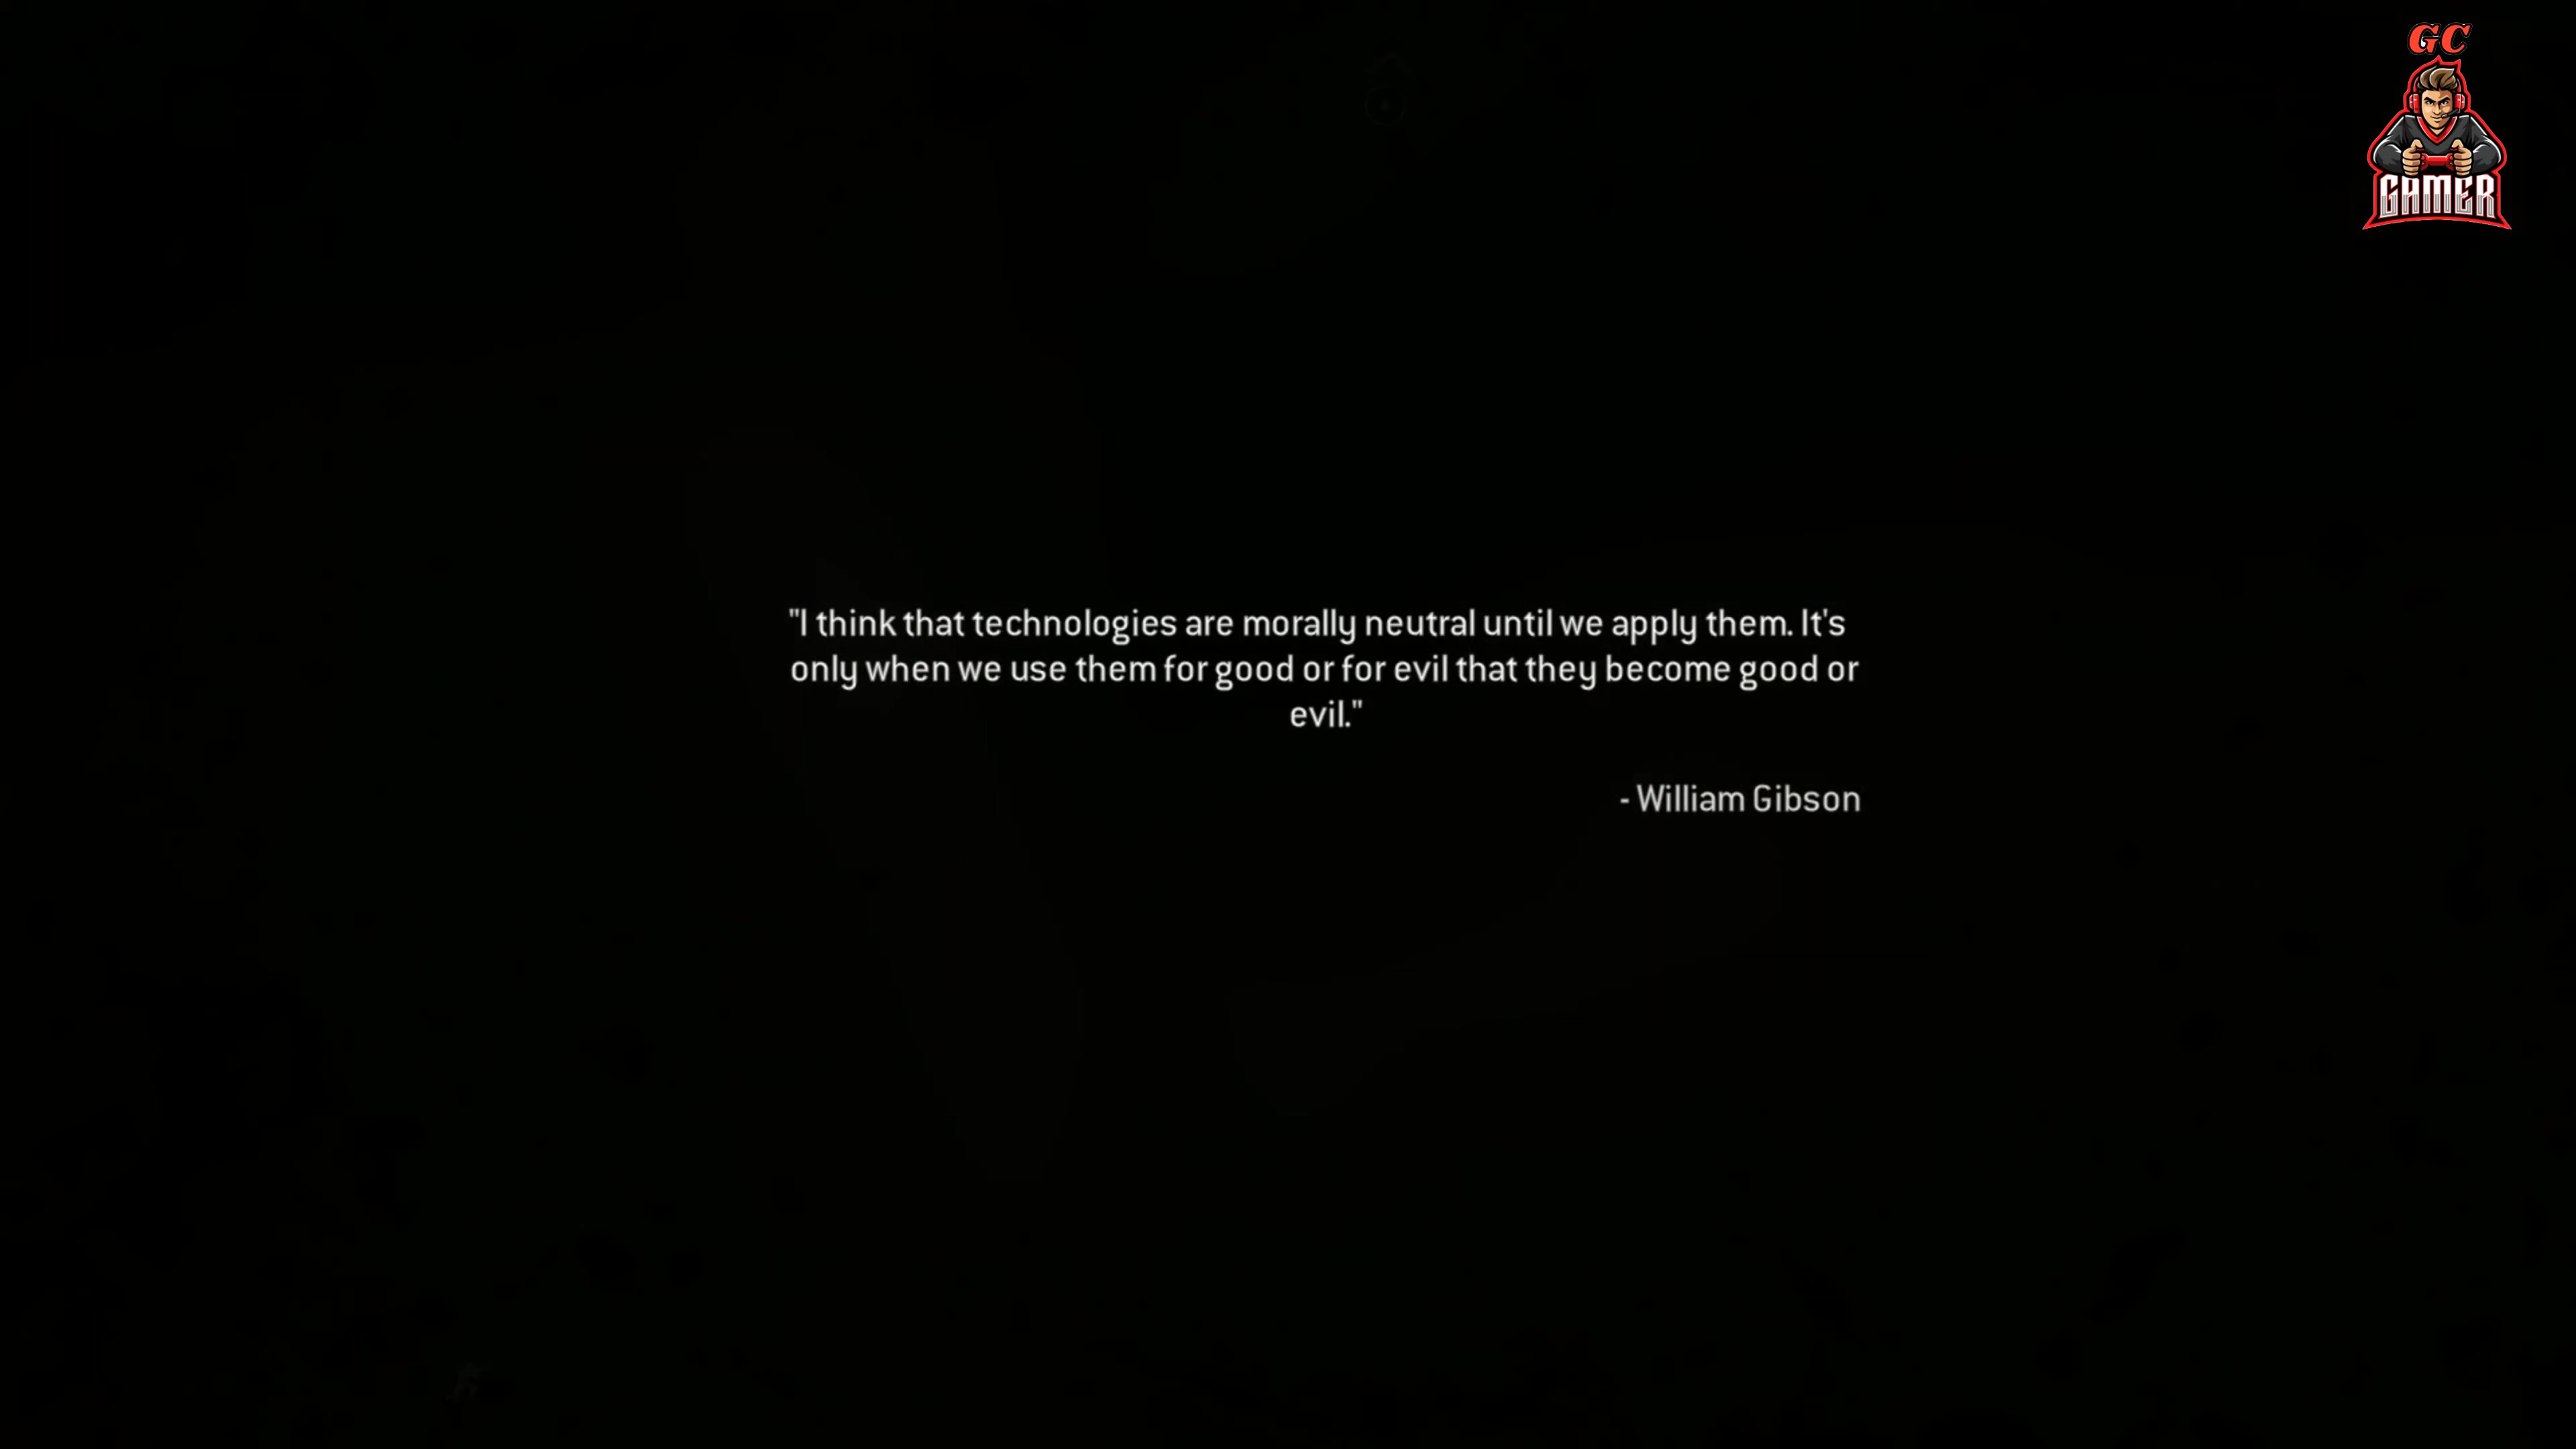 GC
GAMER
"I think that technologies are morally neutral until we apply them. It's
only when we use them for good or for evil that they become good or
evil."
- William Gibson